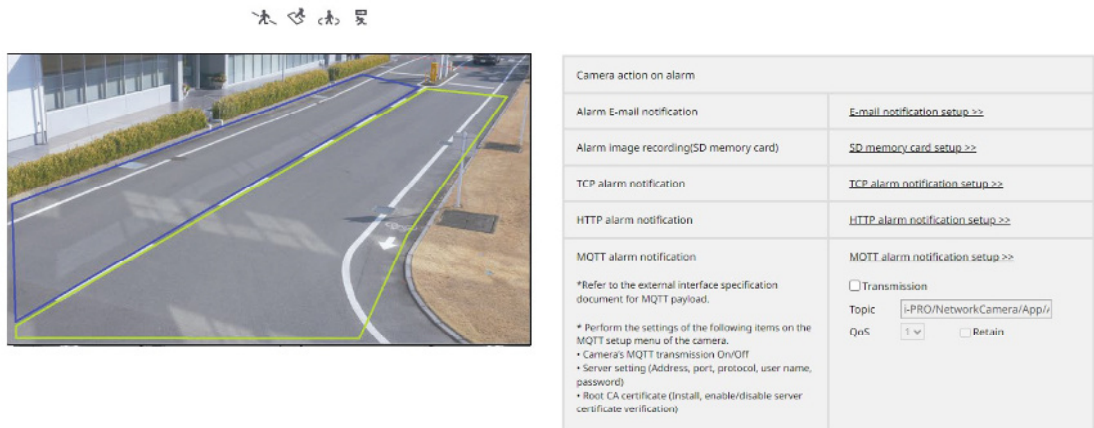 Camera action on alarm
Alarm E-mail notification
E-mail notification setup >>
Alarm image recording(SD memory card)
SD memory card setup >>
TCP alarm notification
TCP alarm notification setup >>
HTTP alarm notification
HTTP alarm notification setup >>
MQTT alarm notification
MQTT alarm notification setup >>
*Refer to the external interface specification
document for MQTT payload.
* Perform the settings of the following items on the
MQTT setup menu of the camera.
• Camera's MQTT transmission On/Off
• Server setting (Address, port, protocol, user name,
password)
• Root CA certificate (Install, enable/disable server
certificate verification)
Transmission
Topic i-PRO/NetworkCamera/App/
QoS 1 Retain